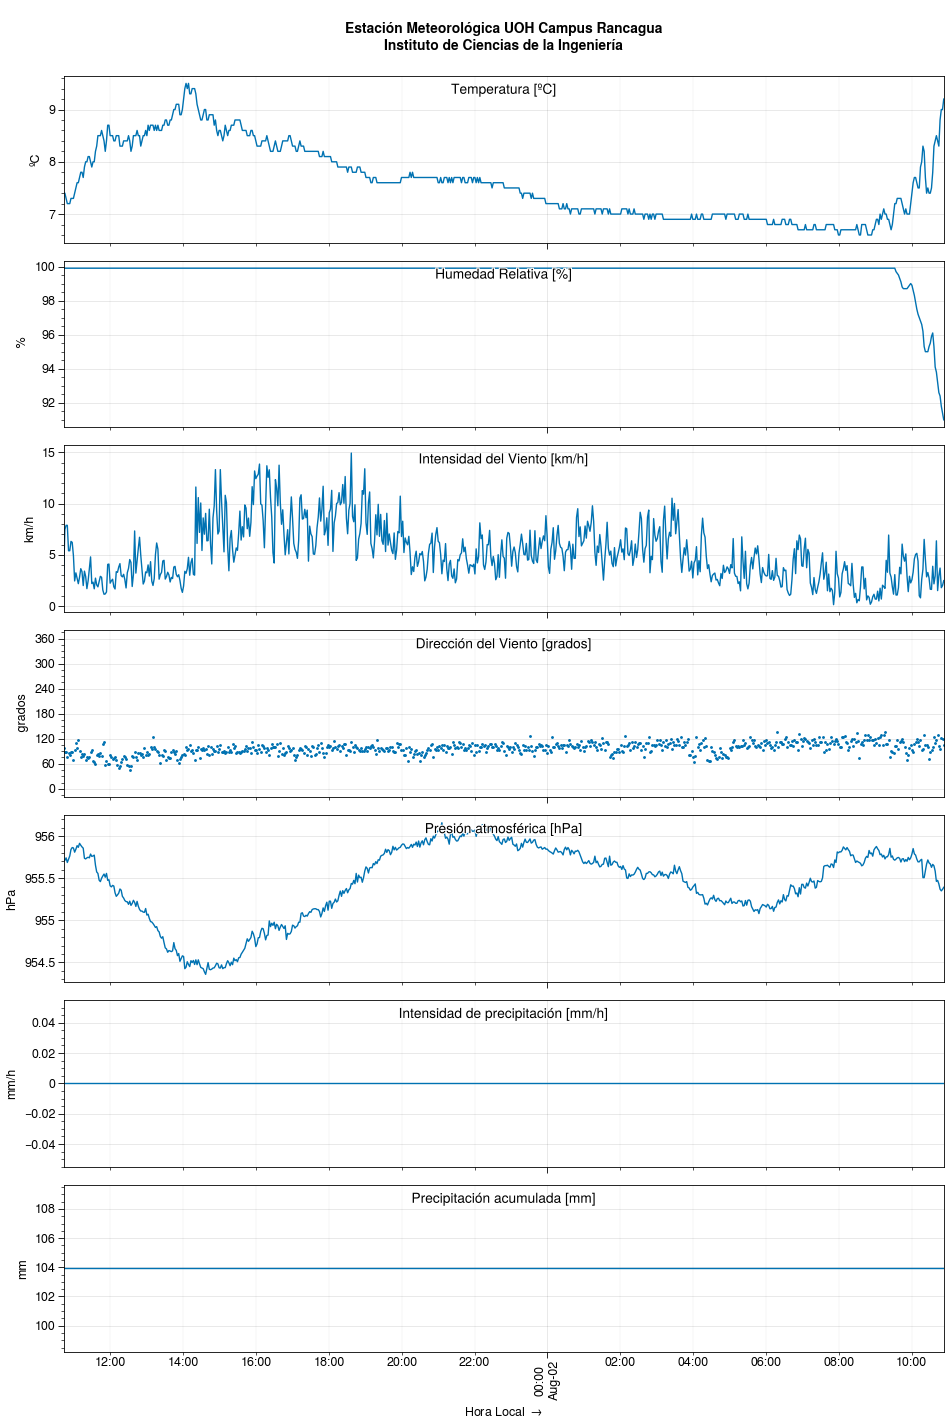 Estación Meteorológica UOH Campus Rancagua
Instituto de Ciencias de la Ingeniería
Temperatura [ºC]
9
8
7
ºC
Humedad Relativa [%]
100
98
96
94
92
%
Intensidad del Viento [km/h]
15
10
5
0
km/h
Dirección del Viento [grados]
360
300
240
180
120
60
0
grados
Presión atmosférica [hPa]
956
955.5
955
954.5
hPa
Intensidad de precipitación [mm/h]
0.04
0.02
0
−0.02
−0.04
mm/h
Precipitación acumulada [mm]
108
106
104
102
100
mm
12:00 14:00 16:00 18:00 20:00 22:00 00:00 02:00 04:00 06:00 08:00 10:00
Aug-02
Hora Local →